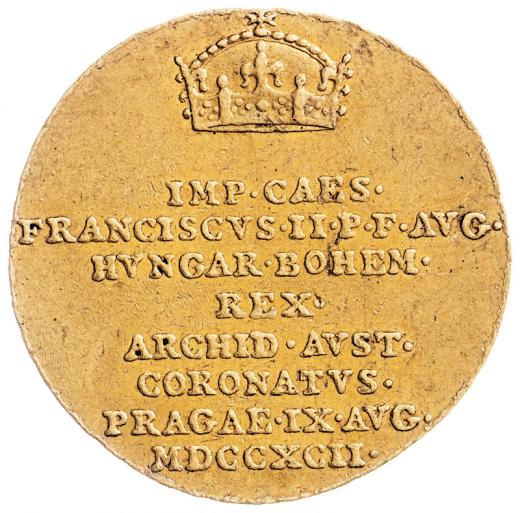 IMP·CAES·
FRANCISCVS·II·P·F·AVG·
HVNGAR·BOHEM·
REX·
ARCHID·AVST·
CORONATVS·
PRAGAE·IX·AVG·
MDCCXCII·